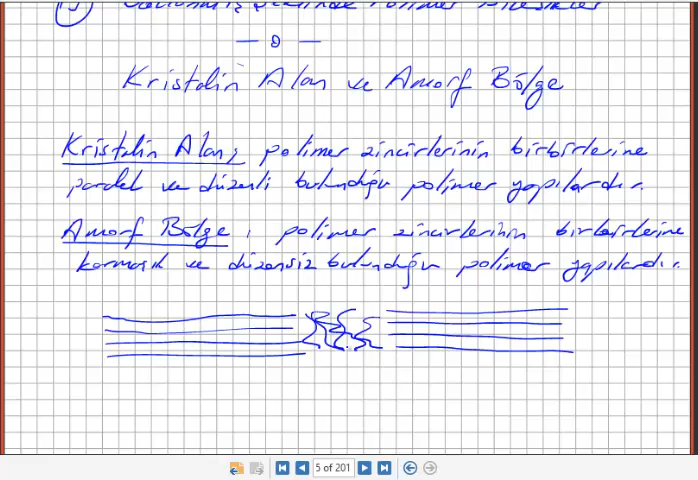 Polimer
— o —
Kristalin Alan ve Amorf Bölge
Kristalin Alan; polimer zincirlerinin birbirlerine
paralel ve düzenli bulunduğu polimer yapılardır.
Amorf Bölge; polimer zincirlerinin birbirlerine
karmaşık ve düzensiz bulunduğu polimer yapılardır.
5 of 201